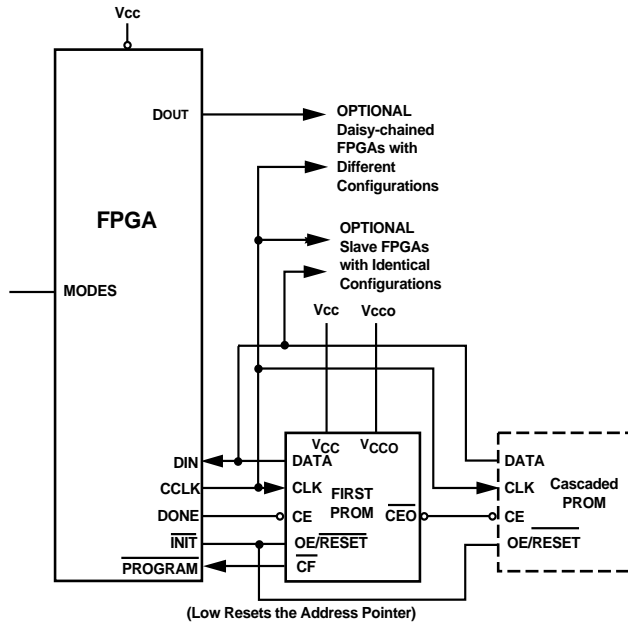 Vcc
DOUT
OPTIONAL
Daisy-chained
FPGAs with
Different
Configurations
FPGA
OPTIONAL
Slave FPGAs
with Identical
Configurations
MODES
Vcc
Vcco
VCC
VCCO
DIN
DATA
DATA
CCLK
CLK
FIRST
PROM
CLK
Cascaded
PROM
DONE
CE
CEO
CE
INIT
OE/RESET
OE/RESET
PROGRAM
CF
(Low Resets the Address Pointer)